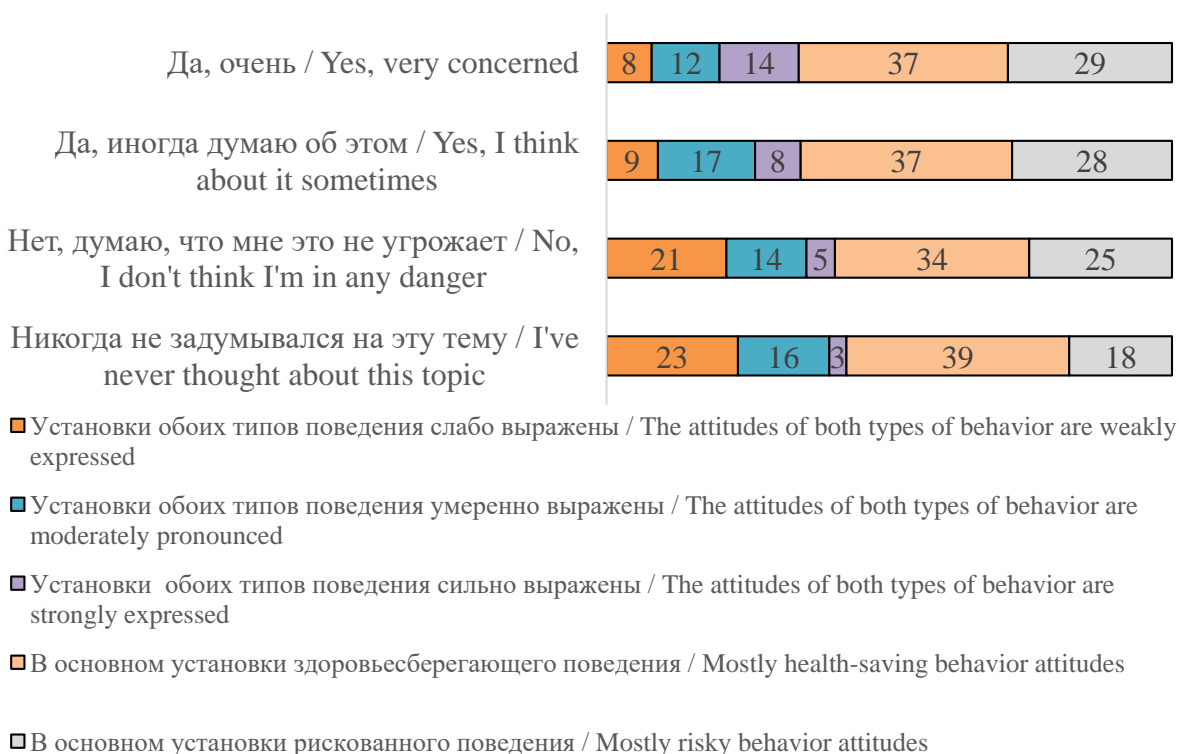 Да, очень / Yes, very concerned
8 12 14 37 29
Да, иногда думаю об этом / Yes, I think
about it sometimes
9 17 8 37 28
Нет, думаю, что мне это не угрожает / No,
I don't think I'm in any danger
21 14 5 34 25
Никогда не задумывался на эту тему / I've
never thought about this topic
23 16 3 39 18
Установки обоих типов поведения слабо выражены / The attitudes of both types of behavior are weakly
expressed
Установки обоих типов поведения умеренно выражены / The attitudes of both types of behavior are
moderately pronounced
Установки обоих типов поведения сильно выражены / The attitudes of both types of behavior are
strongly expressed
В основном установки здоровьесберегающего поведения / Mostly health-saving behavior attitudes
В основном установки рискованного поведения / Mostly risky behavior attitudes